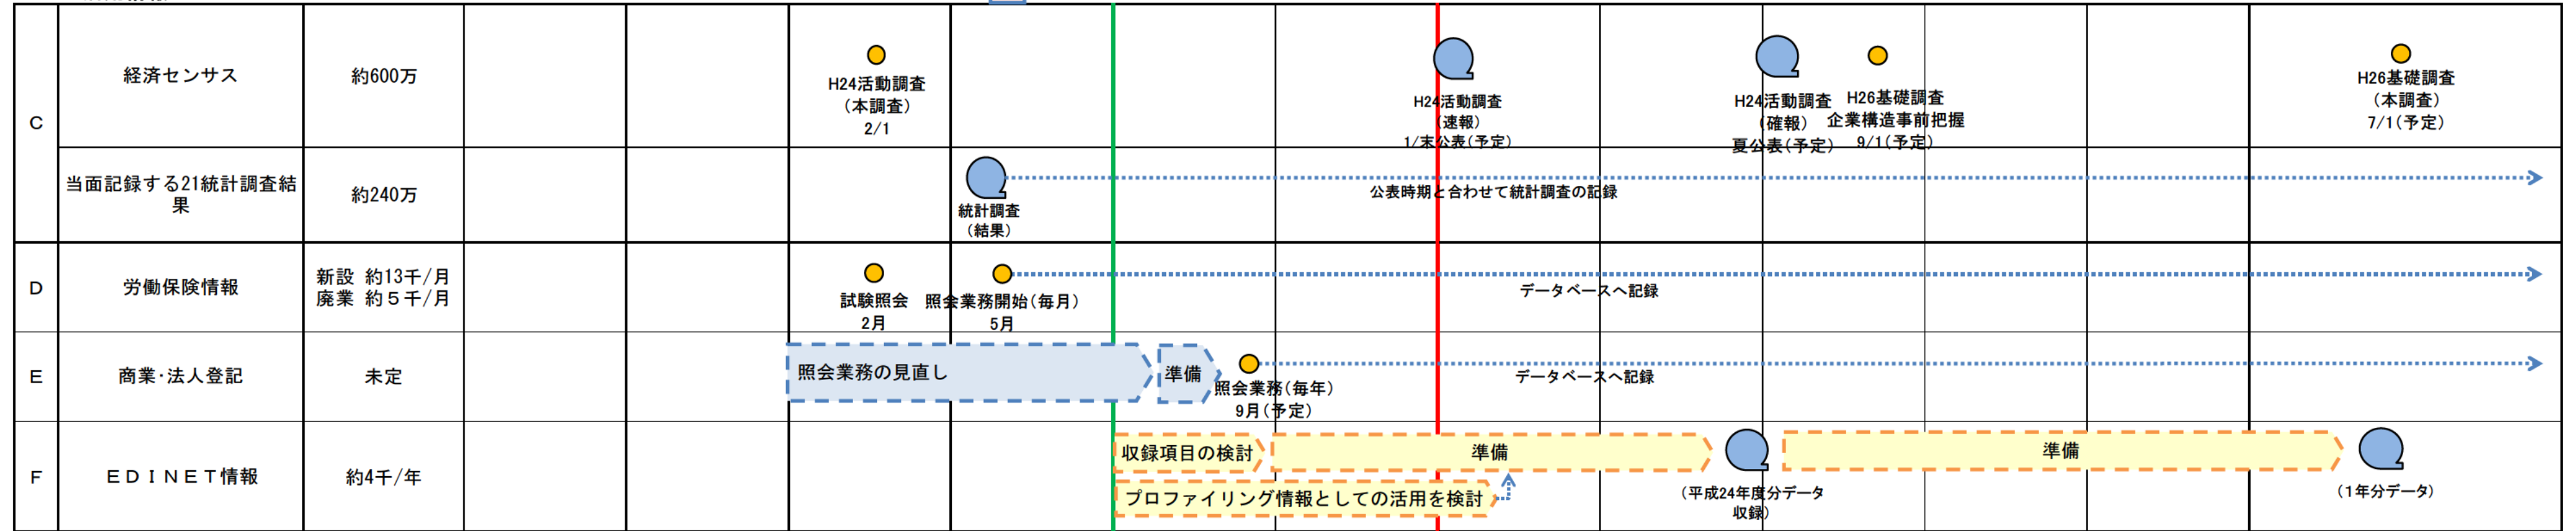 C
経済センサス
約600万
H24活動調査
（本調査）
2/1
H24活動調査
（速報）
1/末公表（予定）
H24活動調査
（確報）
夏公表（予定）
H26基礎調査
企業構造事前把握
9/1（予定）
H26基礎調査
（本調査）
7/1（予定）
当面記録する21統計調査結
果
約240万
統計調査
（結果）
公表時期と合わせて統計調査の記録
D
労働保険情報
新設 約13千/月
廃業 約５千/月
試験照会
2月
照会業務開始（毎月）
5月
データベースへ記録
E
商業・法人登記
未定
照会業務の見直し
準備
照会業務（毎年）
9月（予定）
データベースへ記録
F
ＥＤＩＮＥＴ情報
約4千/年
収録項目の検討
準備
プロファイリング情報としての活用を検討
（平成24年度分データ
収録）
準備
（１年分データ）